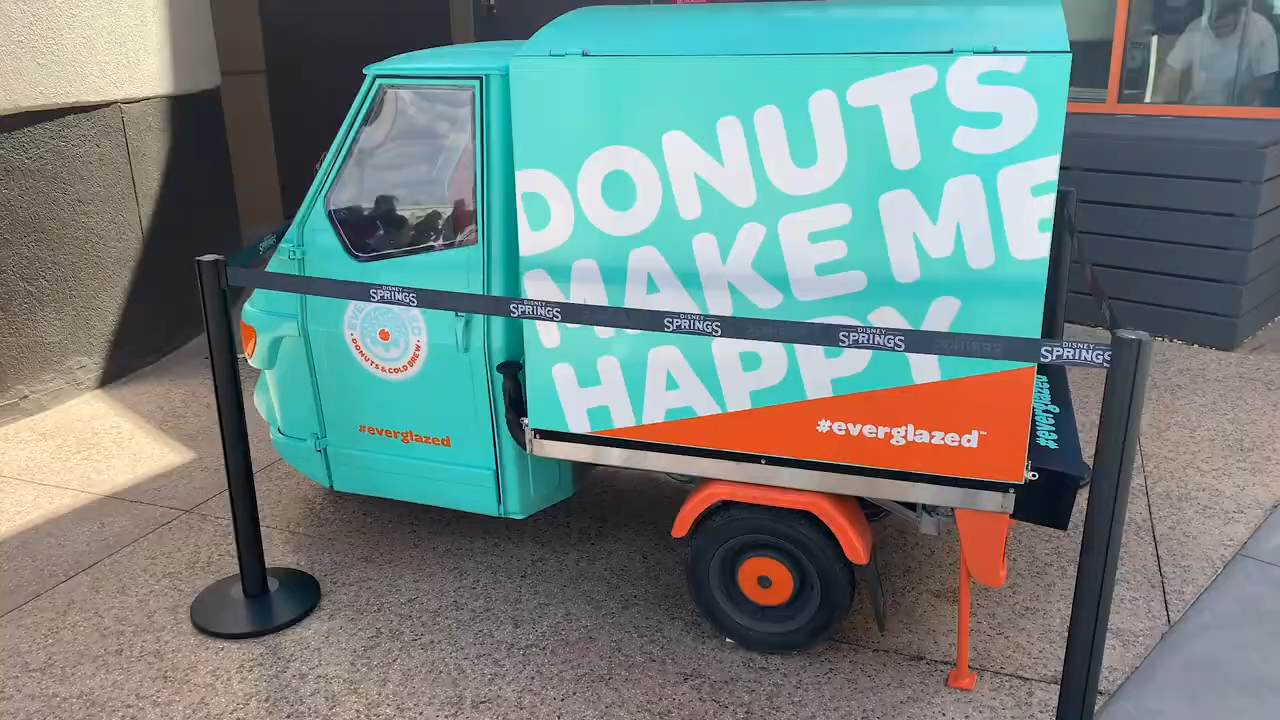 DONUTS
MAKE ME
HAPPY
#everglazed™
DISNEY
SPRINGS
DISNEY
SPRINGS
DISNEY
SPRINGS
DISNEY
SPRINGS
DISNEY
SPRINGS
EVERGLAZED
•DONUTS & COLD BREW•
#everglazed
#everglazed